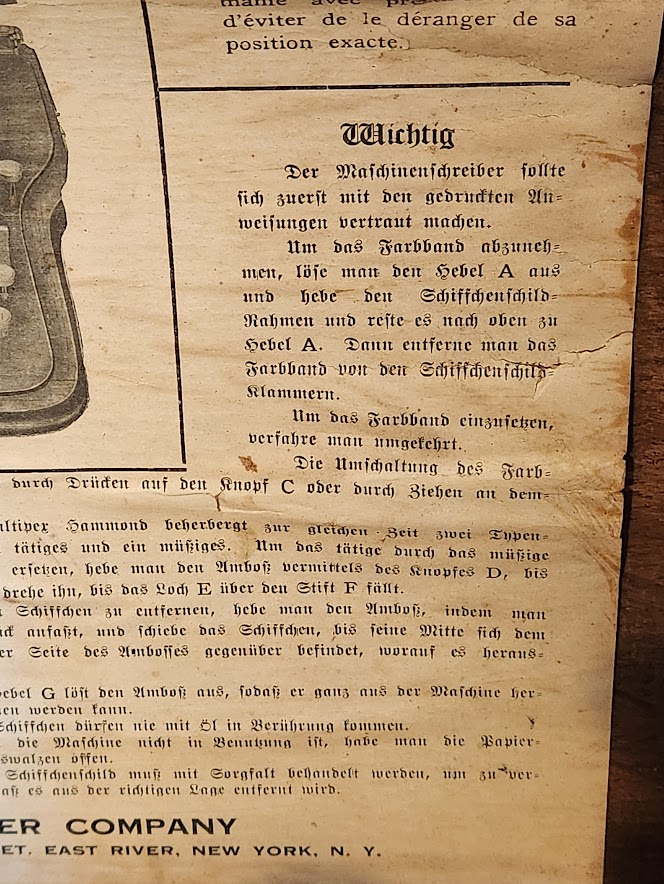 manie avec
d'éviter de le déranger de sa
position exacte.
Wichtig
Der Maschinenschreiber sollte
sich zuerst mit den gedruckten An-
weisungen vertraut machen.
Um das Farbband abzuneh-
men, löse man den Hebel A aus
und hebe den Schiffchenschild-
Rahmen und reste es nach oben zu
Hebel A. Dann entferne man das
Farbband von den Schiffchenschild-
Klammern.
Um das Farbband einzusetzen,
verfahre man umgekehrt.
Die Umschaltung des Farb-
durch Drücken auf den Knopf C oder durch Ziehen an dem-
Hammond beherbergt zur gleichen Zeit zwei Typen-
tätiges und ein müßiges. Um das tätige durch das müßige
ersetzen, hebe man den Amboß vermittels des Knopfes D, bis
drehe ihn, bis das Loch E über den Stift F fällt.
Schiffchen zu entfernen, hebe man den Amboß, indem man
anfaßt, und schiebe das Schiffchen, bis seine Mitte sich dem
Seite des Ambosses gegenüber befindet, worauf es heraus-
G löst den Amboß aus, sodaß er ganz aus der Maschine her-
werden kann.
Schiffchen dürfen nie mit Öl in Berührung kommen.
die Maschine nicht in Benutzung ist, habe man die Papier-
öffen.
Schiffchenschild muß mit Sorgfalt behandelt werden, um zu ver-
es aus der richtigen Lage entfernt wird.
ER COMPANY
ET, EAST RIVER, NEW YORK, N. Y.